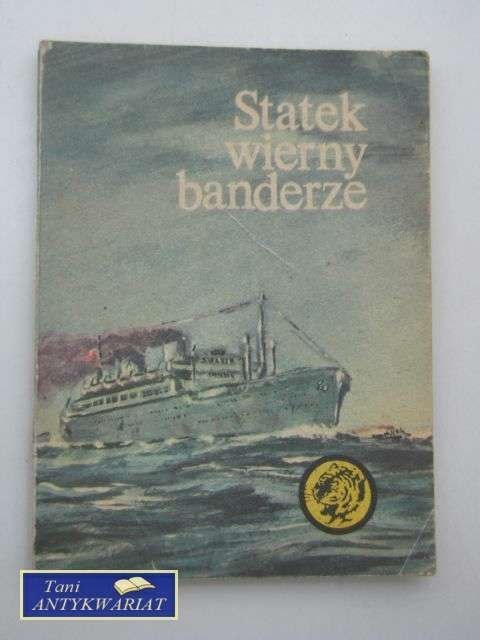 Statek
wierny
banderze
Tani
ANTYKWARIAT